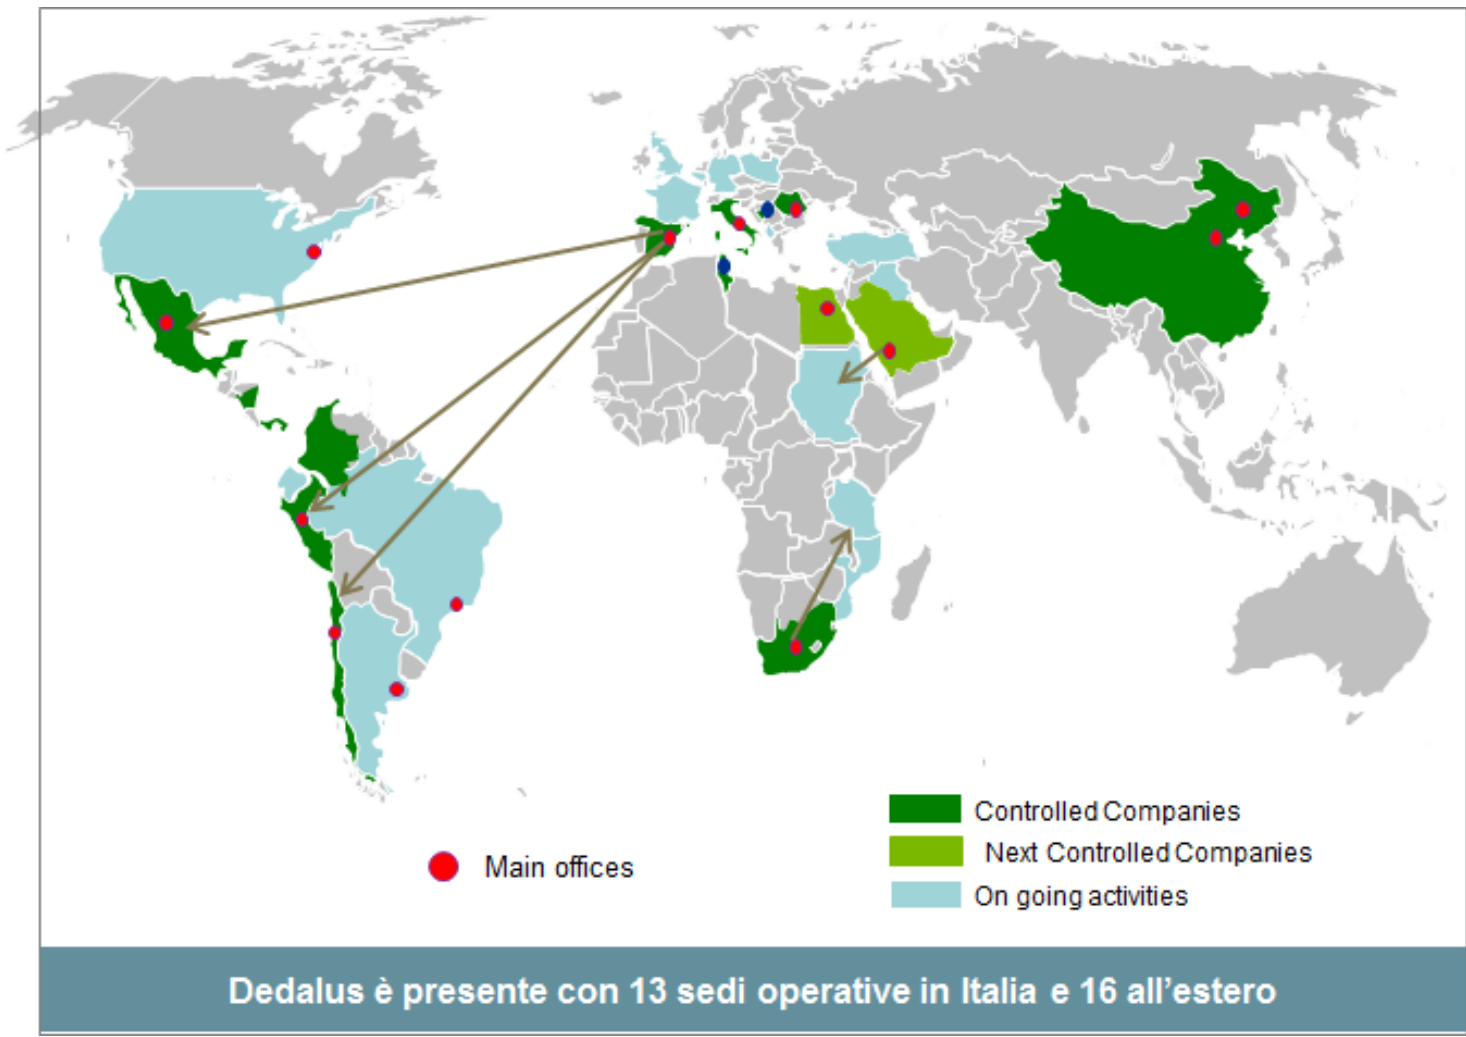 Controlled Companies
Next Controlled Companies
On going activities
Main offices
Dedalus è presente con 13 sedi operative in Italia e 16 all'estero